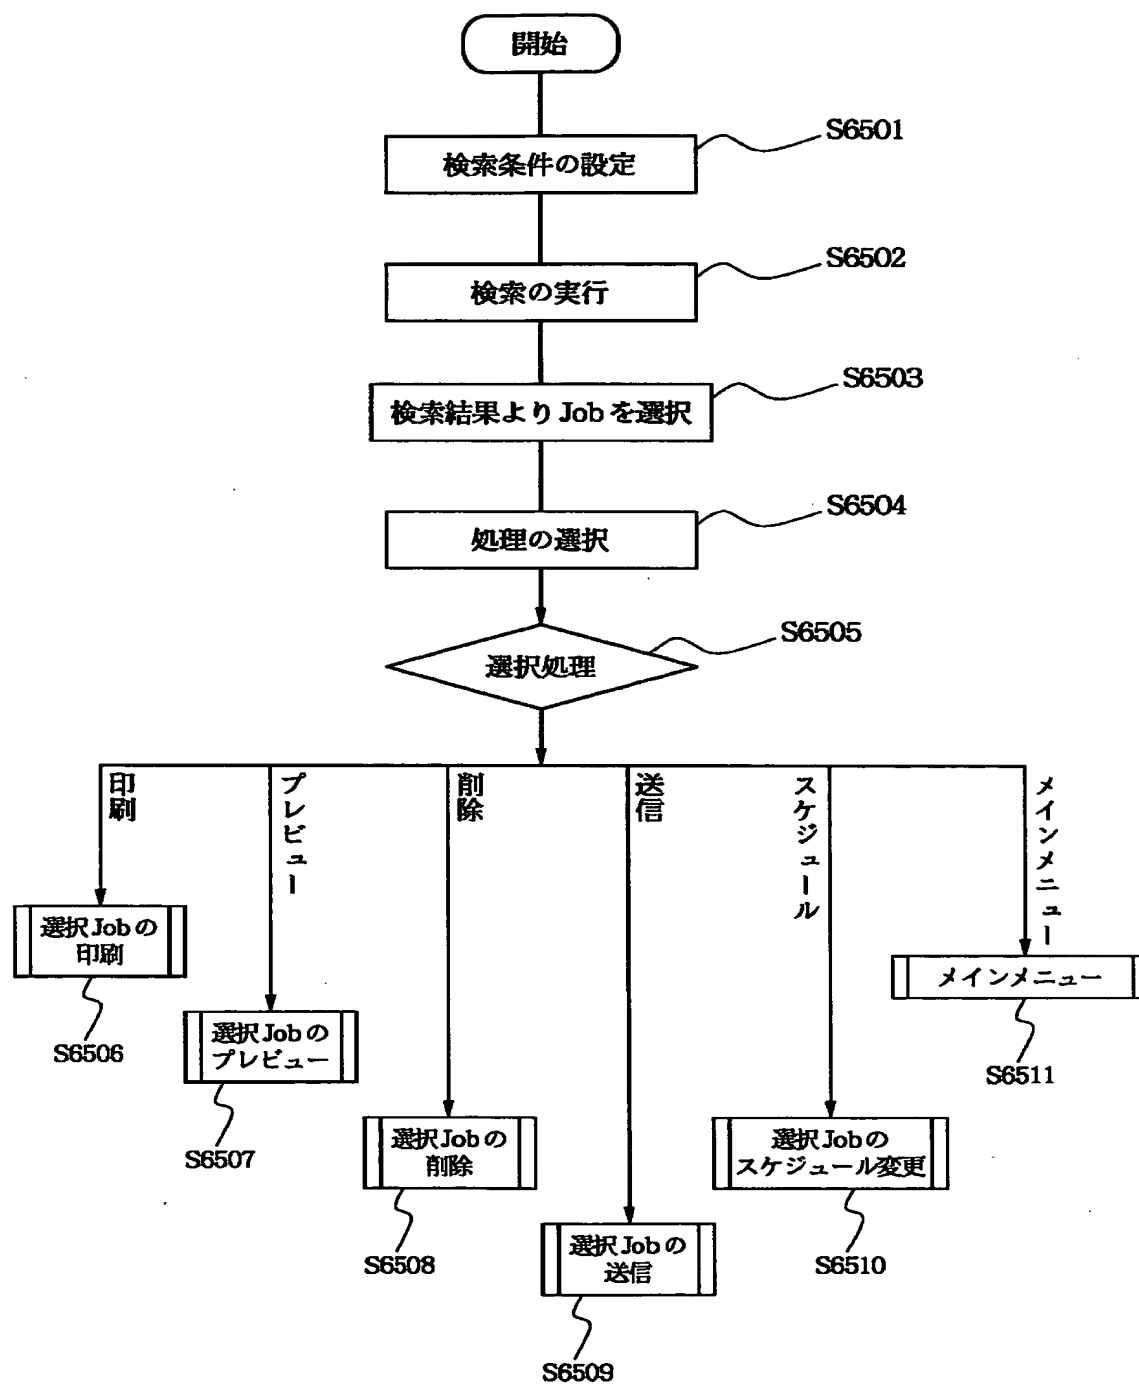 開始
S6501
検索条件の設定
S6502
検索の実行
S6503
検索結果よりJobを選択
S6504
処理の選択
S6505
選択処理
印刷
プレビュー
削除
送信
スケジュール
メインメニュー
選択Jobの
印刷
S6506
選択Jobの
プレビュー
S6507
選択Jobの
削除
S6508
選択Jobの
送信
S6509
選択Jobの
スケジュール変更
S6510
メインメニュー
S6511